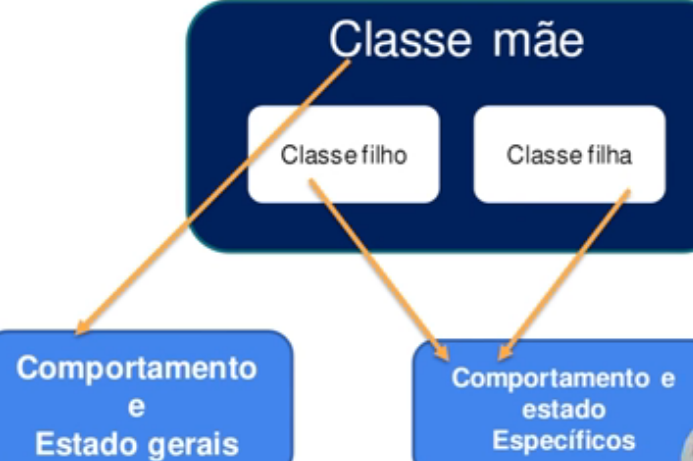 Classe mãe
Classe filho
Classe filha
Comportamento
e
Estado gerais
Comportamento e
estado
Específicos